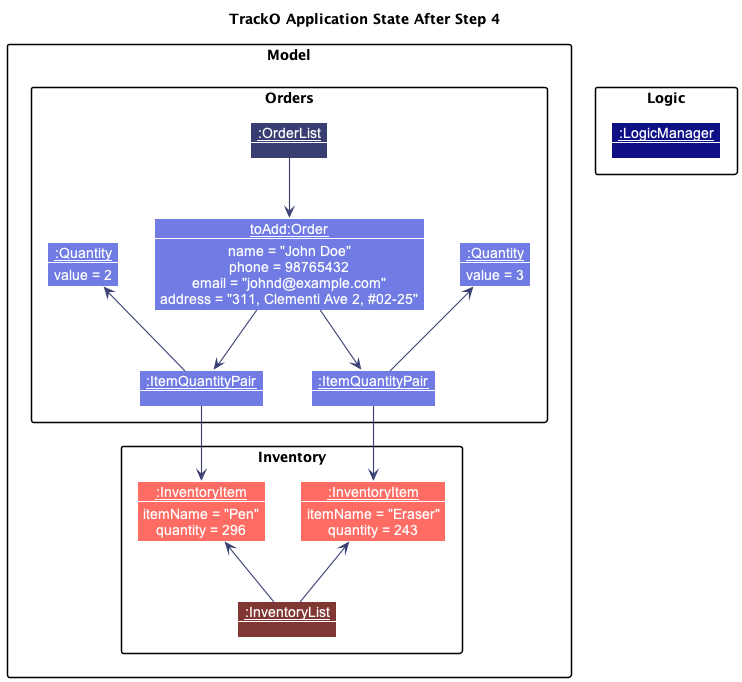 TrackO Application State After Step 4
Model
Orders
Logic
:OrderList
:LogicManager
toAdd:Order
name = "John Doe"
phone = 98765432
email = "johnd@example.com"
address = "311, Clementi Ave 2, #02-25"
:Quantity
value = 2
:Quantity
value = 3
:ItemQuantityPair
:ItemQuantityPair
Inventory
:InventoryItem
itemName = "Pen"
quantity = 296
:InventoryItem
itemName = "Eraser"
quantity = 243
:InventoryList